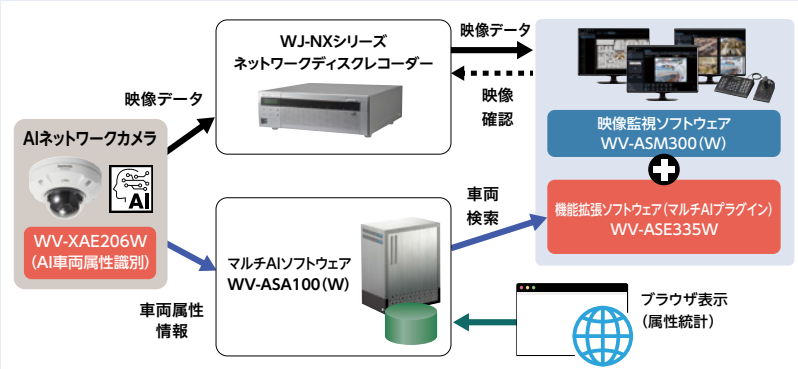 WJ-NXシリーズ
ネットワークディスクレコーダー
映像データ
映像データ
映像
確認
AIネットワークカメラ
AI
WV-XAE206W
(AI車両属性識別)
映像監視ソフトウェア
WV-ASM300(W)
機能拡張ソフトウェア(マルチAIプラグイン)
WV-ASE335W
車両
検索
マルチAIソフトウェア
WV-ASA100(W)
車両属性
情報
ブラウザ表示
(属性統計)